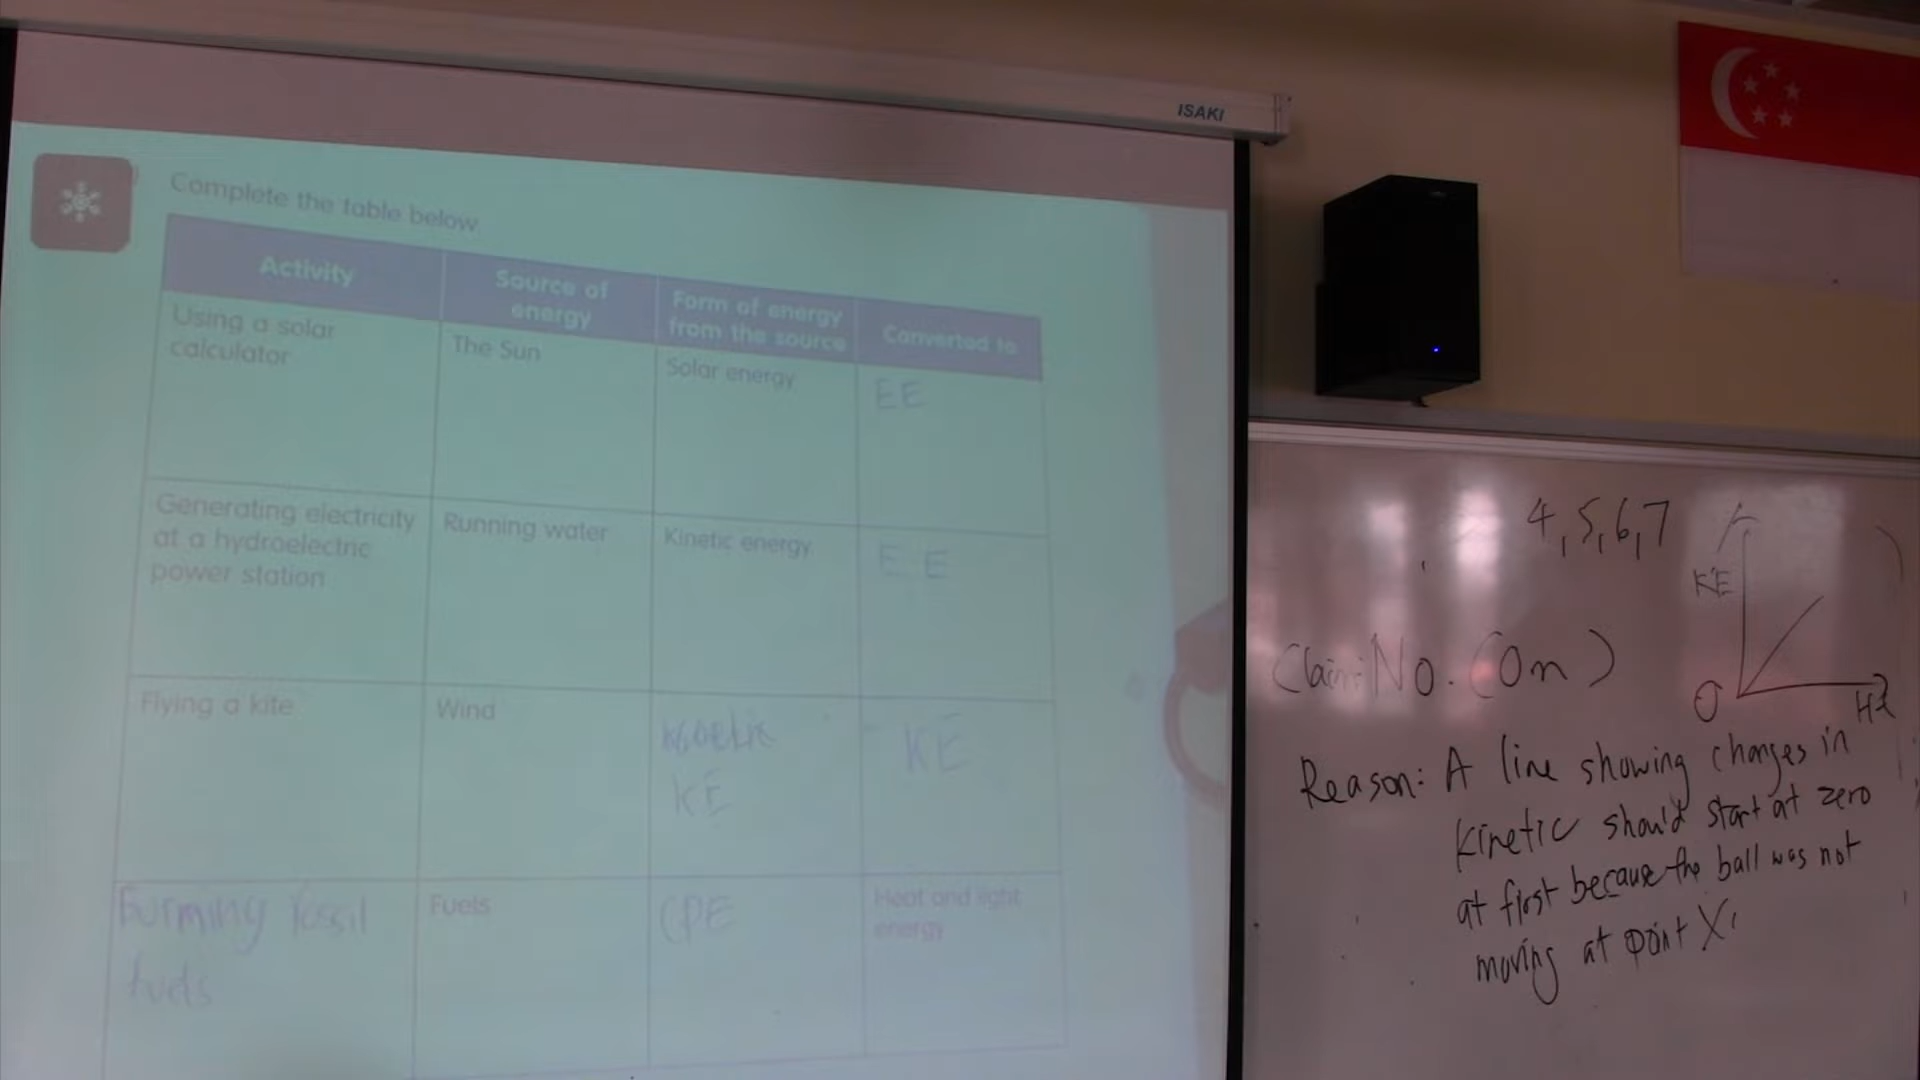 ISAKI
Complete the table below
Activity
Source of
energy
Form of energy
from the source
Converted to
Using a solar
calculator
The Sun
Solar energy
EE
Generating electricity
at a hydroelectric
power station
Running water
Kinetic energy
EE
Flying a kite
Wind
KE
KE
Burming fossil
fuels
Fuels
CPE
Heat and light
energy
4,5,6,7
KE
O
Claim: No. (On)
Reason: A line showing changes in
kinetic should start at zero
at first because the ball was not
moving at point X